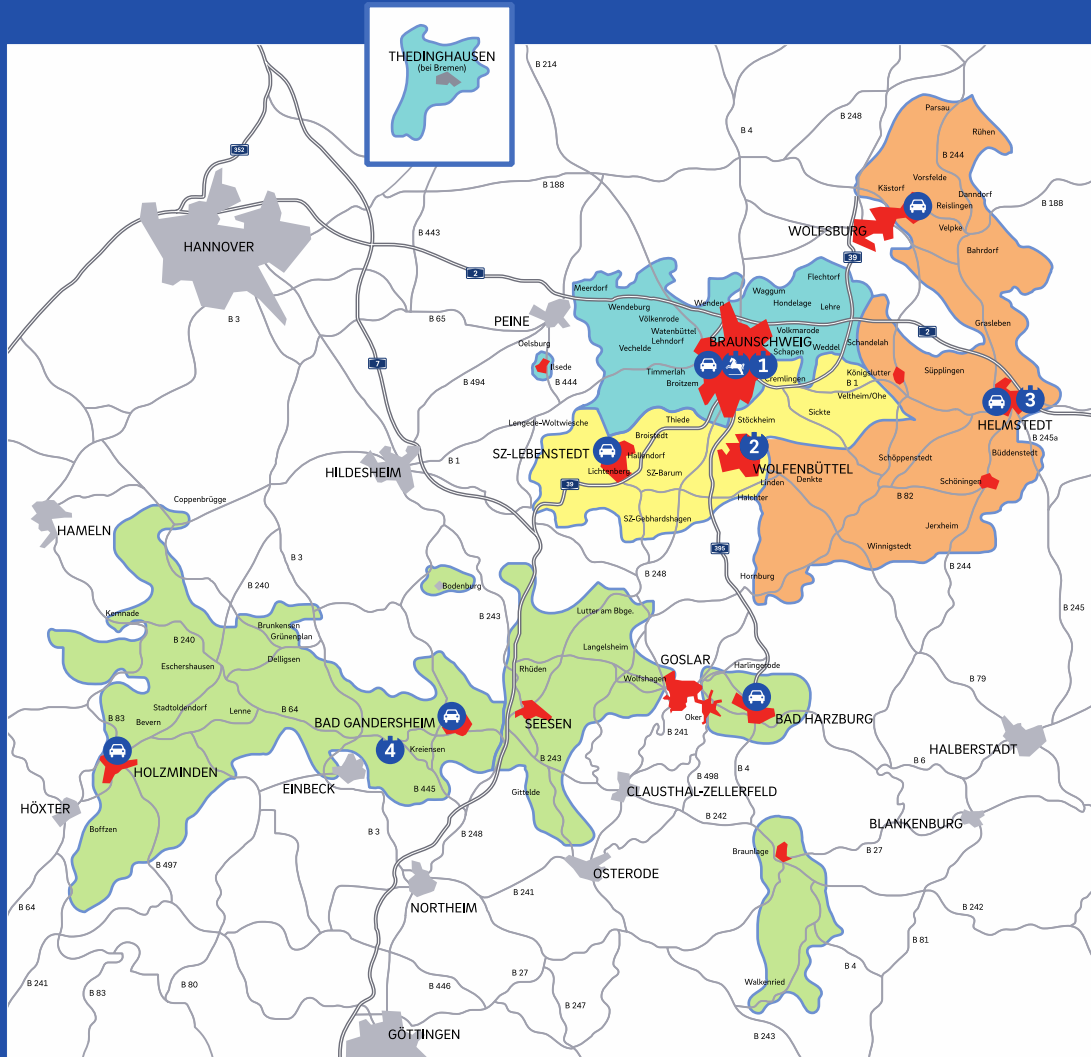 THEDINGHAUSEN
(bei Bremen)
B 214
B 4
B 248
Parsau
Rühen
352
B 244
B 188
Vorsfelde
Kästorf
Danndorf
Reislingen
B 188
HANNOVER
B 443
WOLFSBURG
Velpke
Bahrdorf
39
2
Flechtorf
Meerdorf
Waggum
Wenden
Hondelage
Wendeburg
Lehre
B 3
B 65
PEINE
Völkenrode
Grasleben
Watenbüttel
Volkmarode
2
Oelsburg
Lehndorf
BRAUNSCHWEIG
Schandelah
Vechelde
Schapen
Weddel
7
Ilsede
Timmerlah
1
Königslutter
Süpplingen
B 494
B 444
Broitzem
Cremlingen
B 1
Veltheim/Ohe
3
Sickte
Lengede-Woltwiesche
Thiede
Stöckheim
HELMSTEDT
Broistedt
B 245a
SZ-LEBENSTEDT
Hallendorf
2
Büddenstedt
B 1
HILDESHEIM
Lichtenberg
SZ-Barum
WOLFENBÜTTEL
Schöppenstedt
Linden
Denkte
Schöningen
39
Halchter
B 82
Coppenbrügge
SZ-Gebhardshagen
HAMELN
Jerxheim
395
Winnigstedt
B 3
B 244
B 248
Hornburg
B 240
Bodenburg
B 243
B 245
Kemnade
Lutter am Bbge.
Brunkensen
Grünenplan
B 240
Langelsheim
Delligsen
Eschershausen
GOSLAR
Harlingerode
Rhüden
Wolfshagen
B 79
Stadtoldendorf
Lenne
B 64
B 83
Bevern
BAD GANDERSHEIM
SEESEN
Oker
BAD HARZBURG
B 241
4
Kreiensen
HALBERSTADT
B 243
B 6
HOLZMINDEN
B 4
B 498
EINBECK
B 445
Gittelde
CLAUSTHAL-ZELLERFELD
HÖXTER
B 242
BLANKENBURG
Boffzen
B 3
B 248
Braunlage
B 27
B 497
OSTERODE
B 241
B 64
NORTHEIM
B 242
B 81
B 4
B 27
B 241
B 80
B 446
Walkenried
B 83
B 247
GÖTTINGEN
B 243